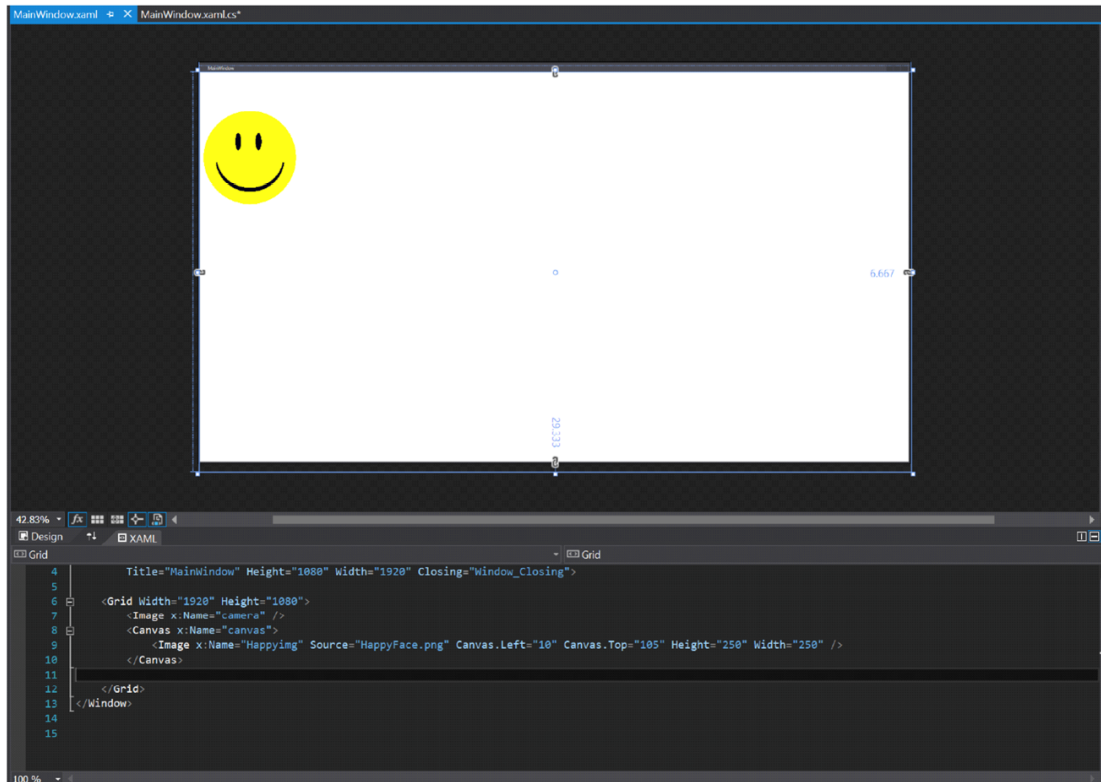 MainWindow.xaml MainWindow.xaml.cs*
MainWindow
6.667
29.333
42.83% fx
Design XAML
Grid Grid
4 Title="MainWindow" Height="1080" Width="1920" Closing="Window_Closing">
5
6 <Grid Width="1920" Height="1080">
7 <Image x:Name="camera" />
8 <Canvas x:Name="canvas">
9 <Image x:Name="Happyimg" Source="HappyFace.png" Canvas.Left="10" Canvas.Top="105" Height="250" Width="250" />
10 </Canvas>
11
12 </Grid>
13 </Window>
14
15
100 %